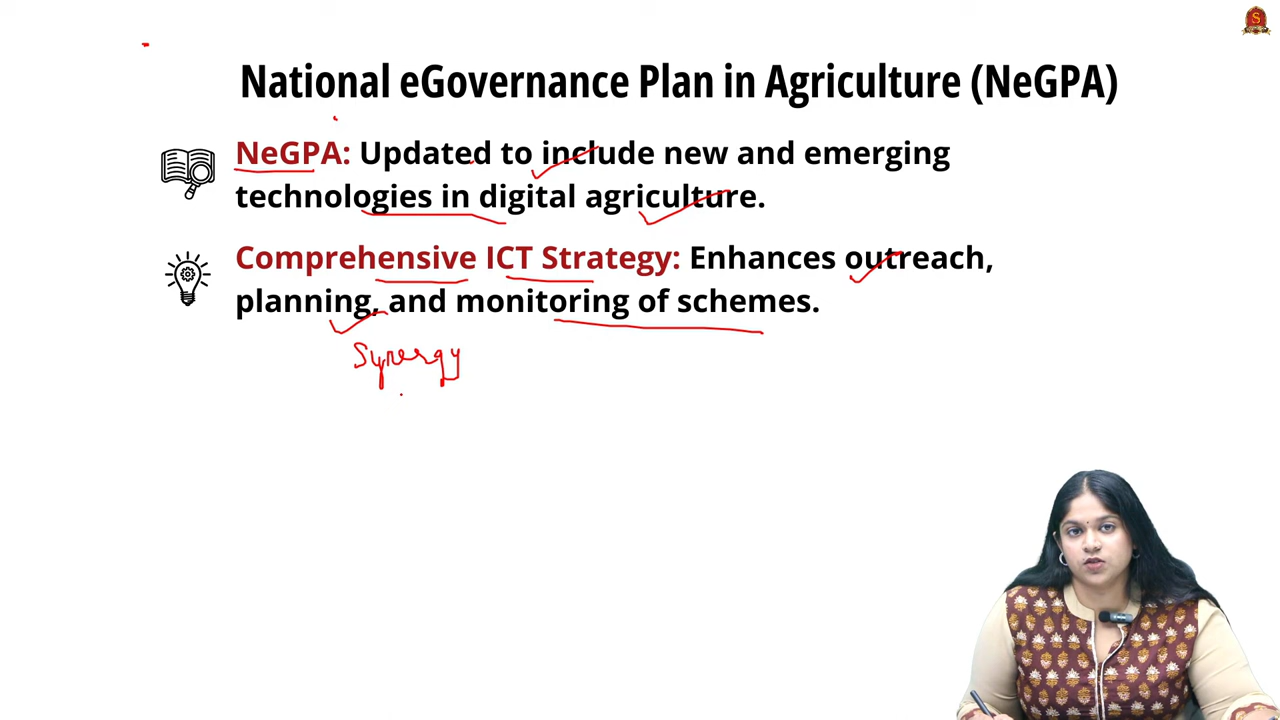 National eGovernance Plan in Agriculture (NeGPA)
NeGPA: Updated to include new and emerging
technologies in digital agriculture.
Comprehensive ICT Strategy: Enhances outreach,
planning, and monitoring of schemes.
Synergy